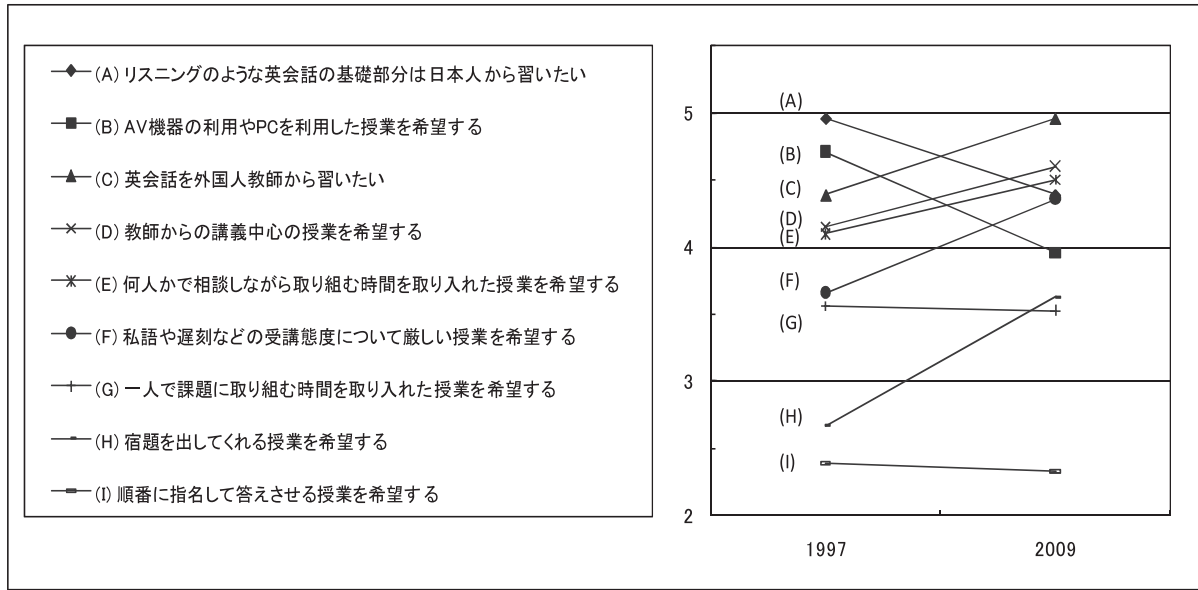 (A) リスニングのような英会話の基礎部分は日本人から習いたい
(B) AV機器の利用やPCを利用した授業を希望する
(C) 英会話を外国人教師から習いたい
(D) 教師からの講義中心の授業を希望する
(E) 何人かで相談しながら取り組む時間を取り入れた授業を希望する
(F) 私語や遅刻などの受講態度について厳しい授業を希望する
(G) 一人で課題に取り組む時間を取り入れた授業を希望する
(H) 宿題を出してくれる授業を希望する
(I) 順番に指名して答えさせる授業を希望する
5
4
3
2
(A)
(B)
(C)
(D)
(E)
(F)
(G)
(H)
(I)
1997 2009